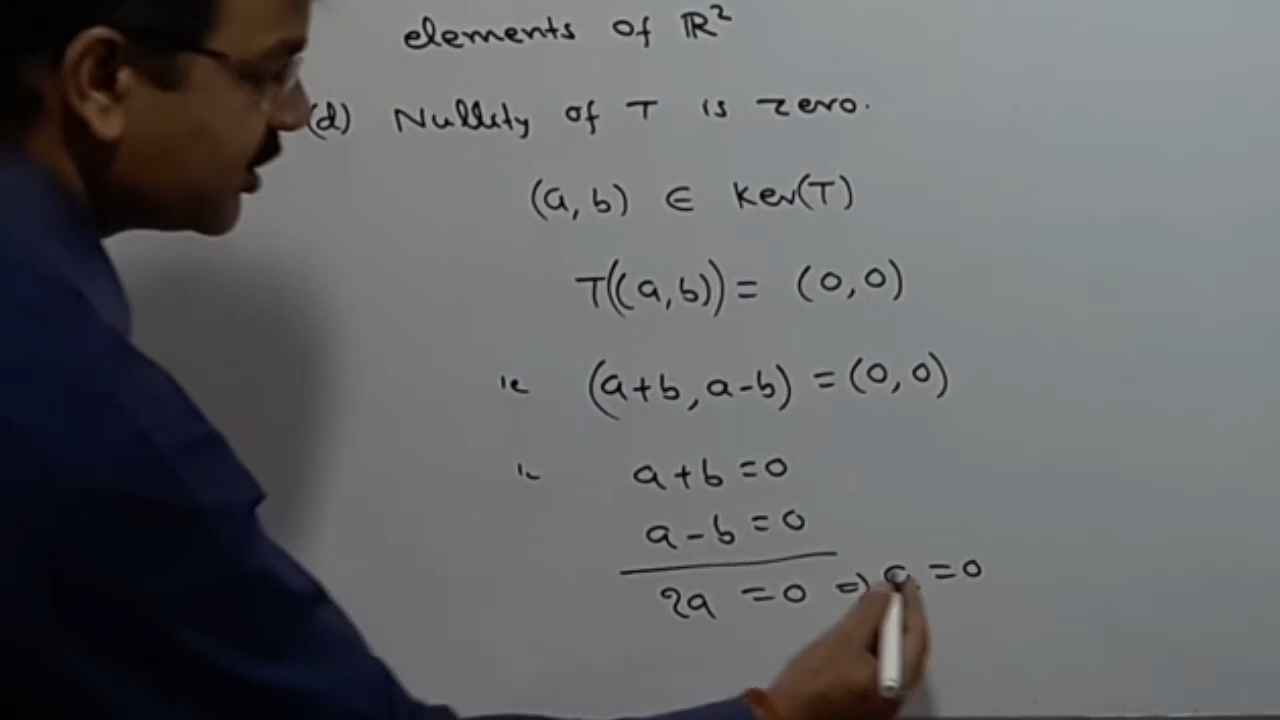 elements of ℝ²
(d) Nullity of T is zero.
(a, b) ∈ Ker(T)
T((a, b)) = (0, 0)
ie (a+b, a-b) = (0, 0)
ie a+b = 0
a-b = 0
2a = 0 ⇒ a = 0